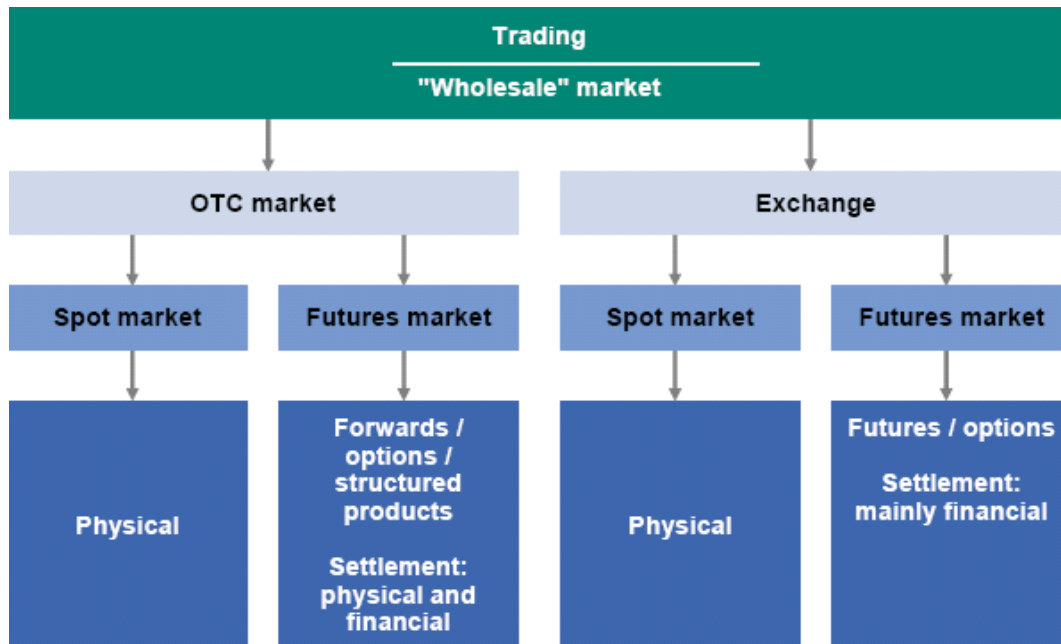 Trading
"Wholesale" market
OTC market
Exchange
Spot market
Futures market
Spot market
Futures market
Physical
Forwards /
options /
structured
products
Settlement:
physical and
financial
Physical
Futures / options
Settlement:
mainly financial